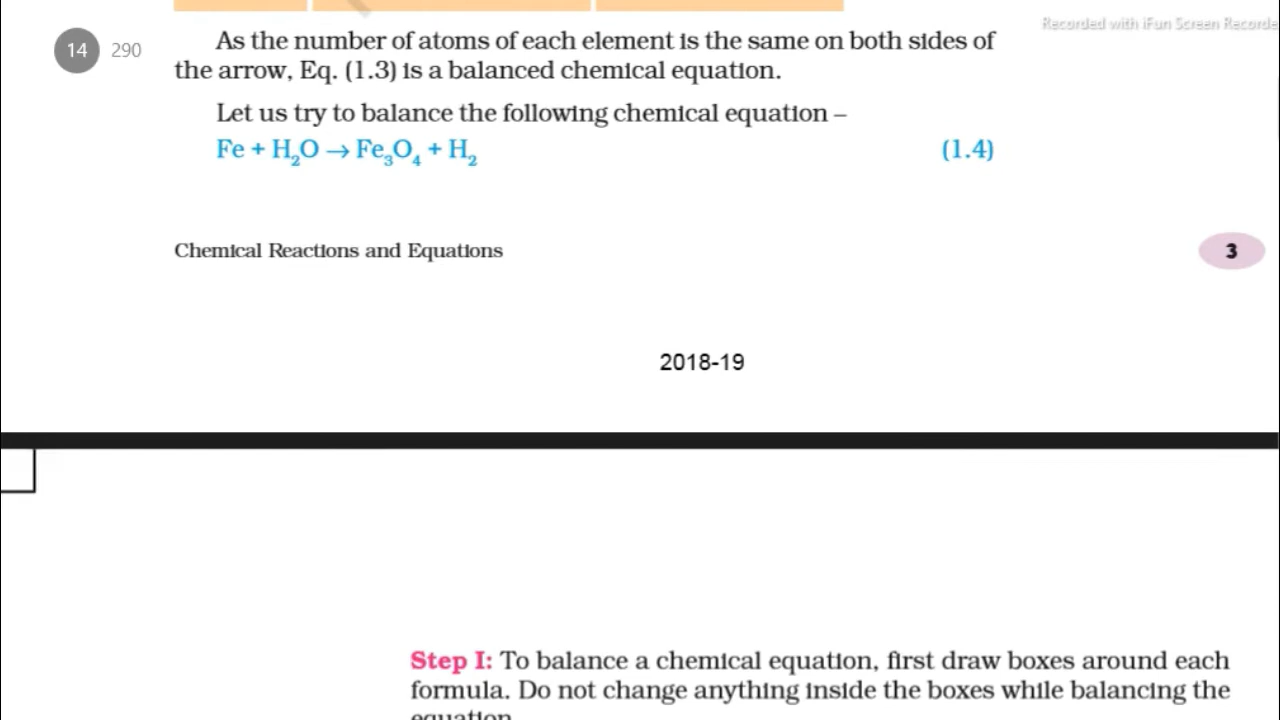 Recorded with iFun Screen Recorde
14 290
As the number of atoms of each element is the same on both sides of
the arrow, Eq. (1.3) is a balanced chemical equation.
Let us try to balance the following chemical equation –
Fe + H₂O → Fe₃O₄ + H₂ (1.4)
Chemical Reactions and Equations 3
2018-19
Step I: To balance a chemical equation, first draw boxes around each
formula. Do not change anything inside the boxes while balancing the
equation.